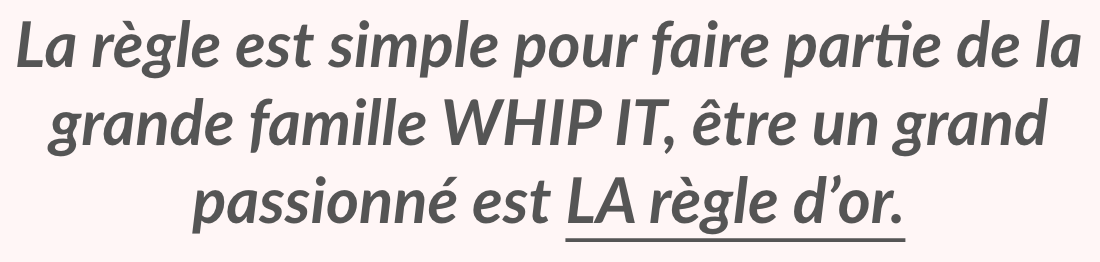 La règle est simple pour faire partie de la
grande famille WHIP IT, être un grand
passionné est LA règle d’or.